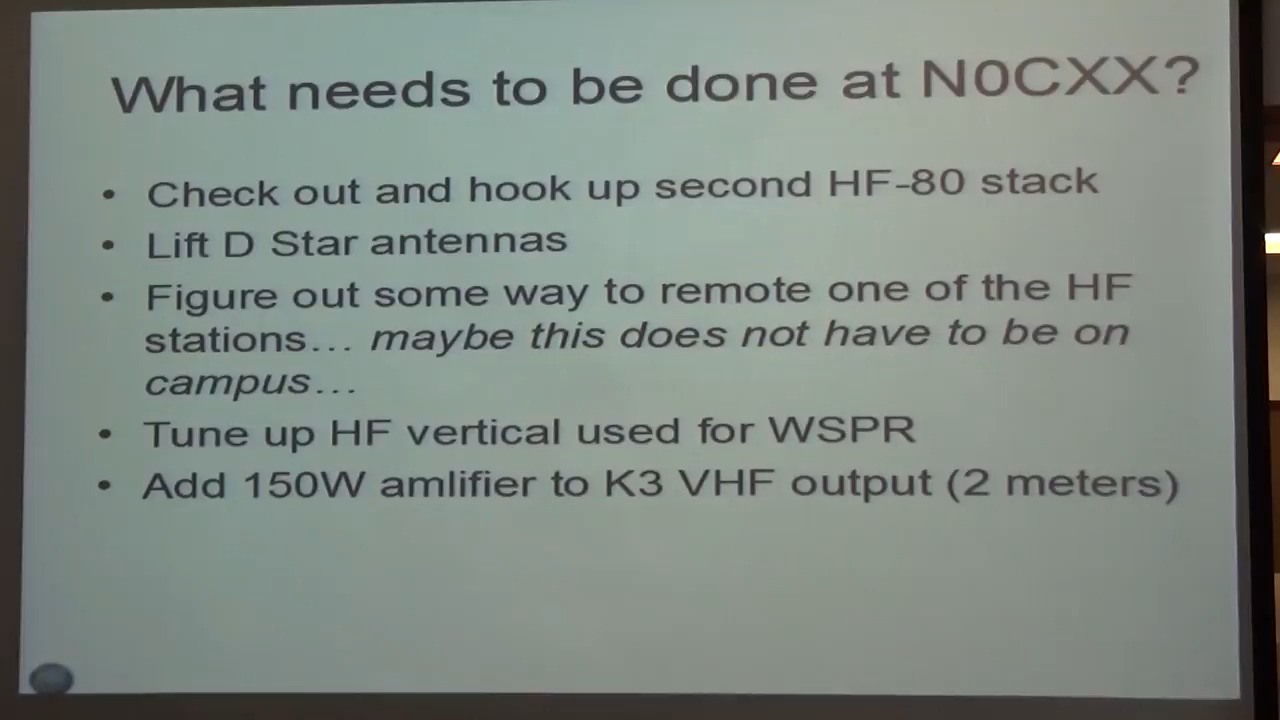 What needs to be done at N0CXX?
• Check out and hook up second HF-80 stack
• Lift D Star antennas
• Figure out some way to remote one of the HF
stations... maybe this does not have to be on
campus...
• Tune up HF vertical used for WSPR
• Add 150W amlifier to K3 VHF output (2 meters)